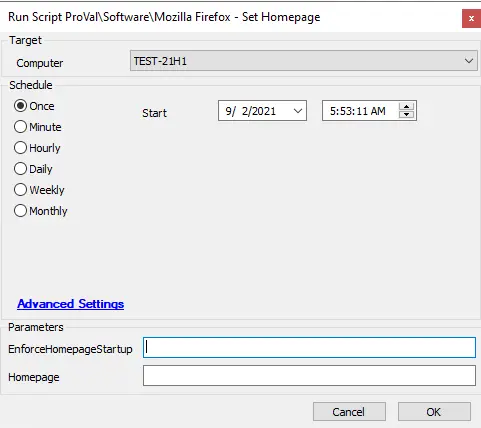 Run Script ProVal\Software\Mozilla Firefox - Set Homepage
x
Target
Computer TEST-21H1
Schedule
Once Start 9/ 2/2021 5:53:11 AM
Minute
Hourly
Daily
Weekly
Monthly
Advanced Settings
Parameters
EnforceHomepageStartup
Homepage
Cancel OK